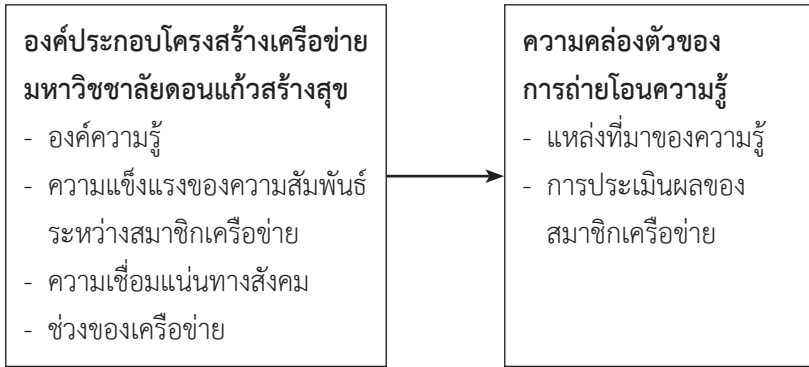 องค์ประกอบโครงสร้างเครือข่าย
มหาวิชชาลัยดอนแก้วสร้างสุข
- องค์ความรู้
- ความแข็งแรงของความสัมพันธ์
ระหว่างสมาชิกเครือข่าย
- ความเชื่อมแน่นทางสังคม
- ช่วงของเครือข่าย
ความคล่องตัวของ
การถ่ายโอนความรู้
- แหล่งที่มาของความรู้
- การประเมินผลของ
สมาชิกเครือข่าย